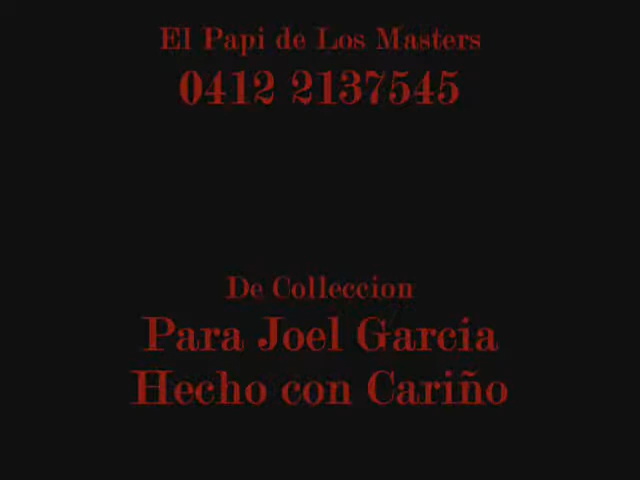 El Papi de Los Masters
0412 2137545
De Colleccion
Para Joel Garcia
Hecho con Cariño